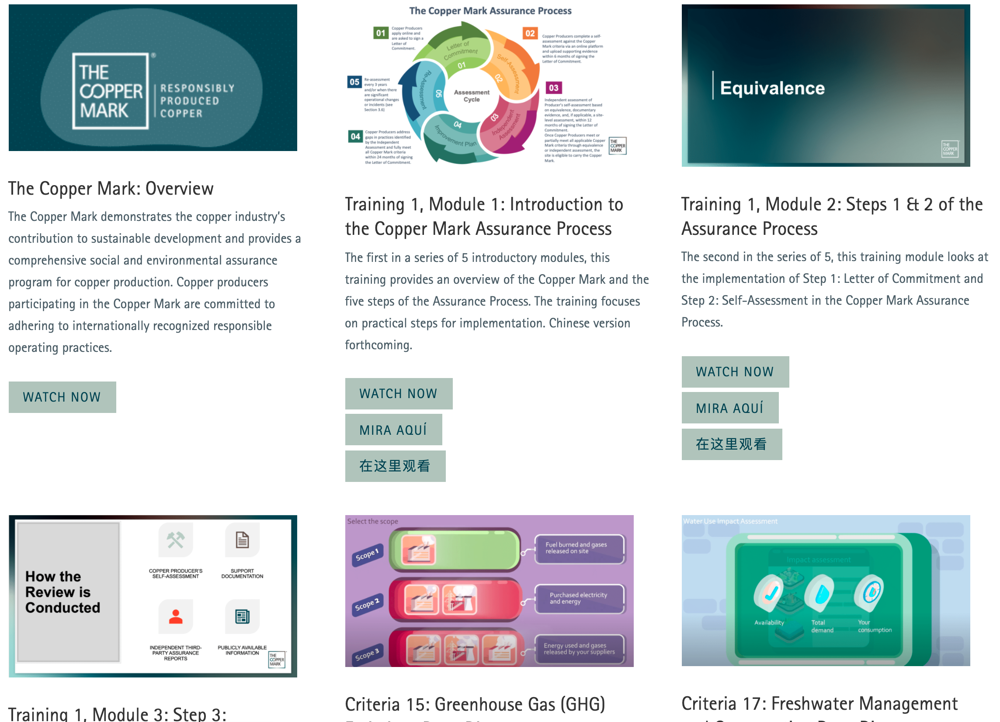 THE
COPPER
MARK
®
RESPONSIBLY
PRODUCED
COPPER
The Copper Mark: Overview
The Copper Mark demonstrates the copper industry's
contribution to sustainable development and provides a
comprehensive social and environmental assurance
program for copper production. Copper producers
participating in the Copper Mark are committed to
adhering to internationally recognized responsible
operating practices.
WATCH NOW
The Copper Mark Assurance Process
01
Copper Producers
apply online and
are asked to sign a
Letter of
Commitment.
02
Copper Producers complete a self-
assessment against the Copper
Mark criteria via an online platform
and upload supporting evidence
within 6 months of signing the
Letter of Commitment.
03
Independent assessment of
Producer's self-assessment based
on equivalence, documentary
evidence, and, if applicable, a site-
level assessment, within 12
months of signing the Letter of
Commitment.
Once Copper Producers meet or
partially meet all applicable Copper
Mark criteria through equivalence
or independent assessment, the
site is eligible to carry the Copper
Mark.
04
Copper Producers address
gaps in practices identified
by the Independent
Assessment and fully meet
all Copper Mark criteria
within 24 months of signing
the Letter of Commitment.
05
Re-assessment
every 3 years
and/or when there
are significant
operational changes
or incidents (see
Section 3.6)
Letter of
Commitment
01
Self-Assessment
02
Independent
Assessment
03
Improvement Plan
04
Re-Assessment
05
Assessment
Cycle
THE
COPPER
MARK
Training 1, Module 1: Introduction to
the Copper Mark Assurance Process
The first in a series of 5 introductory modules, this
training provides an overview of the Copper Mark and the
five steps of the Assurance Process. The training focuses
on practical steps for implementation. Chinese version
forthcoming.
WATCH NOW
MIRA AQUÍ
在这里观看
Equivalence
THE
COPPER
MARK
Training 1, Module 2: Steps 1 & 2 of the
Assurance Process
The second in the series of 5, this training module looks at
the implementation of Step 1: Letter of Commitment and
Step 2: Self-Assessment in the Copper Mark Assurance
Process.
WATCH NOW
MIRA AQUÍ
在这里观看
How the
Review is
Conducted
COPPER PRODUCER'S
SELF-ASSESSMENT
SUPPORT
DOCUMENTATION
INDEPENDENT THIRD-
PARTY ASSURANCE
REPORTS
PUBLICLY AVAILABLE
INFORMATION
THE
COPPER
MARK
Training 1, Module 3: Step 3:
Select the scope
Scope 1
Fuel burned and gases
released on site
Scope 2
Purchased electricity
and energy
Scope 3
Energy used and gases
released by your suppliers
Criteria 15: Greenhouse Gas (GHG)
Water Use Impact Assessment
Impact assessment
Availability
Total
demand
Your
consumption
Criteria 17: Freshwater Management